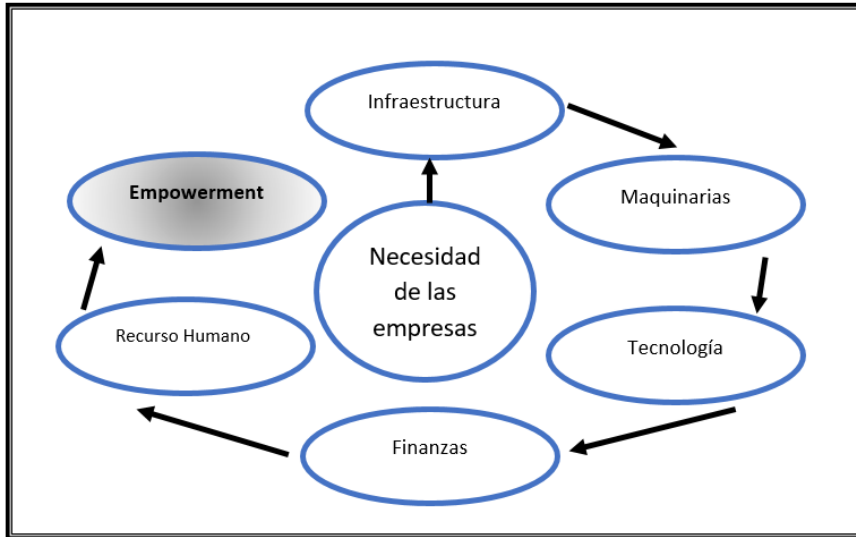 Infraestructura
Maquinarias
Tecnología
Finanzas
Recurso Humano
Empowerment
Necesidad
de las
empresas